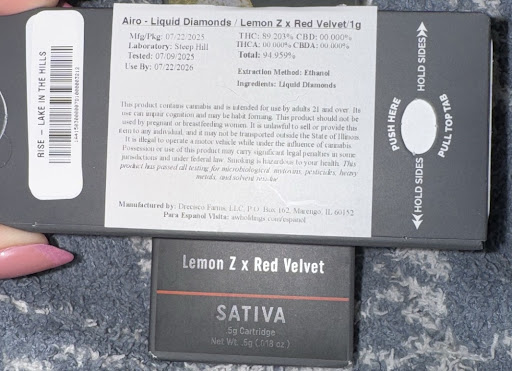 Airo - Liquid Diamonds / Lemon Z x Red Velvet/1g
Mfg/Pkg: 07/22/2025
Laboratory: Steep Hill
Tested: 07/09/2025
Use By: 07/22/2026
THC: 89.203% CBD: 00.000%
THCA: 00.000% CBDA: 00.000%
Total: 94.959%
Extraction Method: Ethanol
Ingredients: Liquid Diamonds
This product contains cannabis and is intended for use by adults 21 and over. Its
use can impair cognition and may be habit forming. This product should not be
used by pregnant or breastfeeding women. It is unlawful to sell or provide this
item to any individual, and it may not be transported outside the State of Illinois.
It is illegal to operate a motor vehicle while under the influence of cannabis.
Possession or use of this product may carry significant legal penalties in some
jurisdictions and under federal law. Smoking is hazardous to your health. This
product has passed all testing for microbiological, mycotoxin, pesticides, heavy
metals, and solvent residue
Manufactured by: Drecisco Farms, LLC, P.O. Box 162, Marengo, IL 60152
Para Español Visita: awholdings.com/espanol
RISE – LAKE IN THE HILLS
HOLD SIDES
PUSH HERE
PULL TOP TAB
HOLD SIDES
Lemon Z x Red Velvet
SATIVA
.5g Cartridge
Net Wt. .5g (.018 oz)